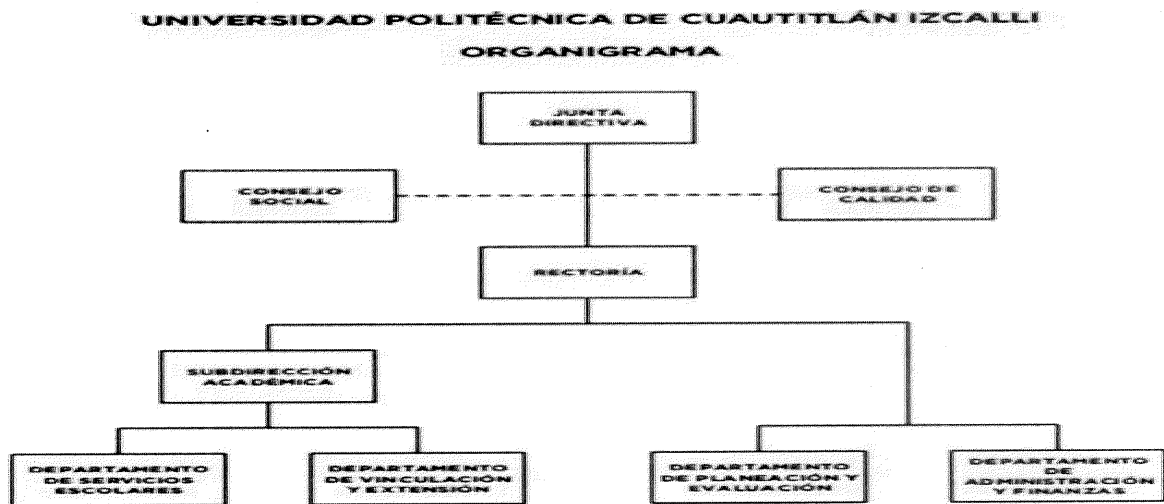 UNIVERSIDAD POLITÉCNICA DE CUAUTITLÁN IZCALLI
ORGANIGRAMA
JUNTA
DIRECTIVA
CONSEJO
SOCIAL
CONSEJO DE
CALIDAD
RECTORÍA
SUBDIRECCIÓN
ACADÉMICA
DEPARTAMENTO
DE SERVICIOS
ESCOLARES
DEPARTAMENTO
DE VINCULACIÓN
Y EXTENSIÓN
DEPARTAMENTO
DE PLANEACIÓN Y
EVALUACIÓN
DEPARTAMENTO
DE
ADMINISTRACIÓN
Y FINANZAS